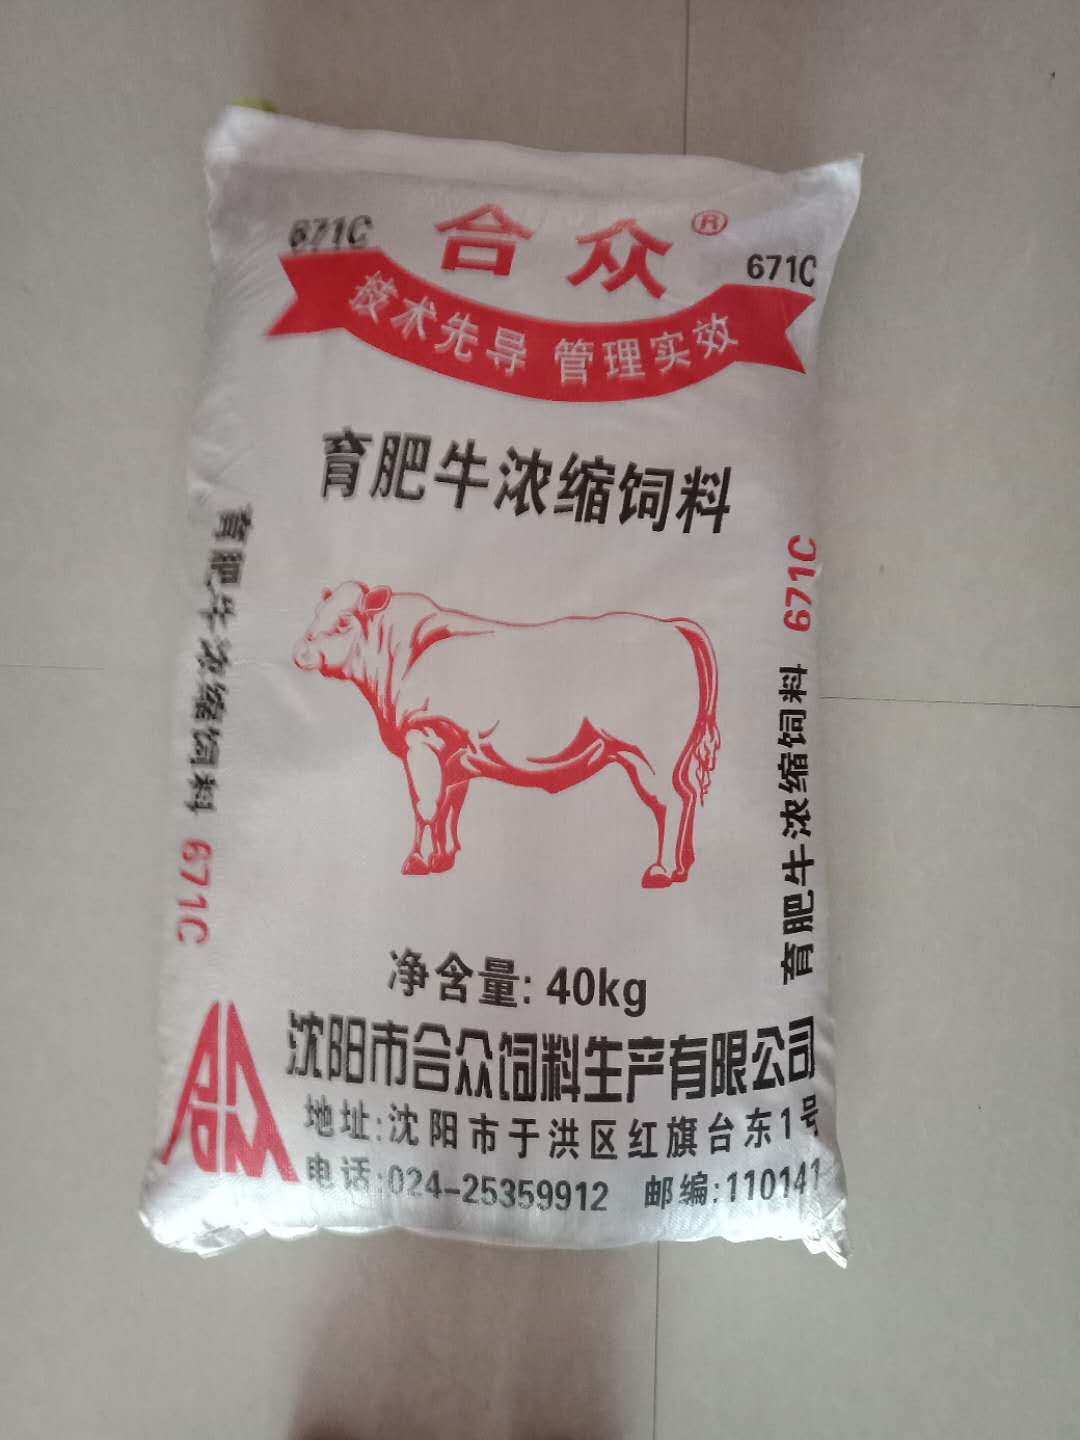 671C
合众®
671C
技术先导 管理实效
育肥牛浓缩饲料
育肥牛浓缩饲料 671C
育肥牛浓缩饲料 671C
净含量: 40kg
沈阳市合众饲料生产有限公司
地址:沈阳市于洪区红旗台东1号
电话:024-25359912 邮编:110141